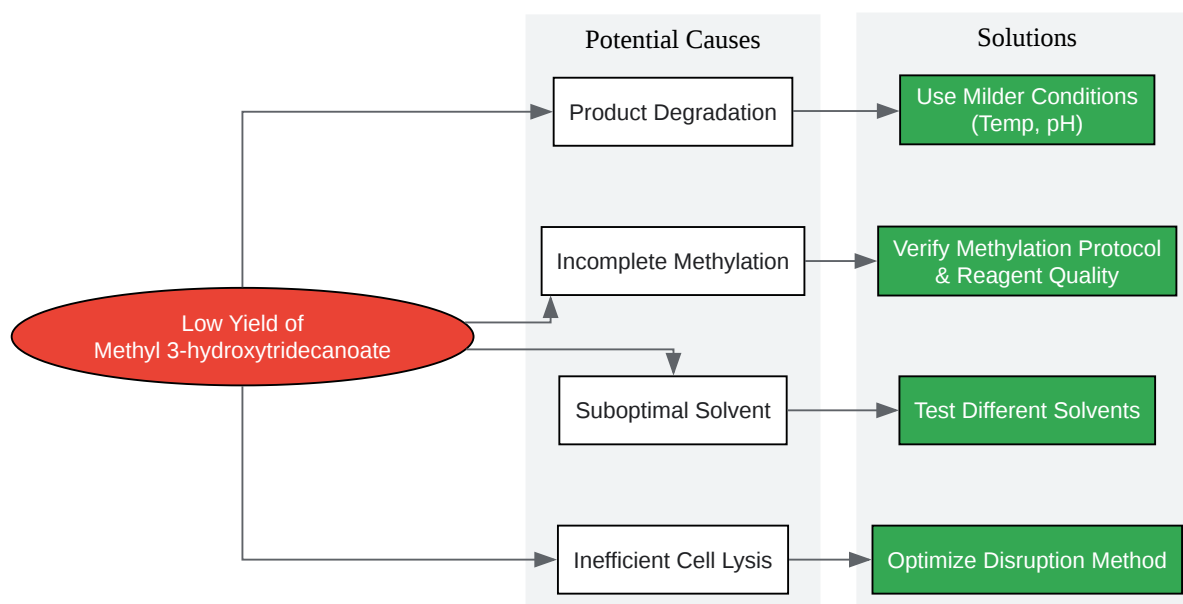 Potential Causes
Solutions
Product Degradation
Use Milder Conditions
(Temp, pH)
Incomplete Methylation
Verify Methylation Protocol
& Reagent Quality
Low Yield of
Methyl 3-hydroxytridecanoate
Suboptimal Solvent
Test Different Solvents
Inefficient Cell Lysis
Optimize Disruption Method